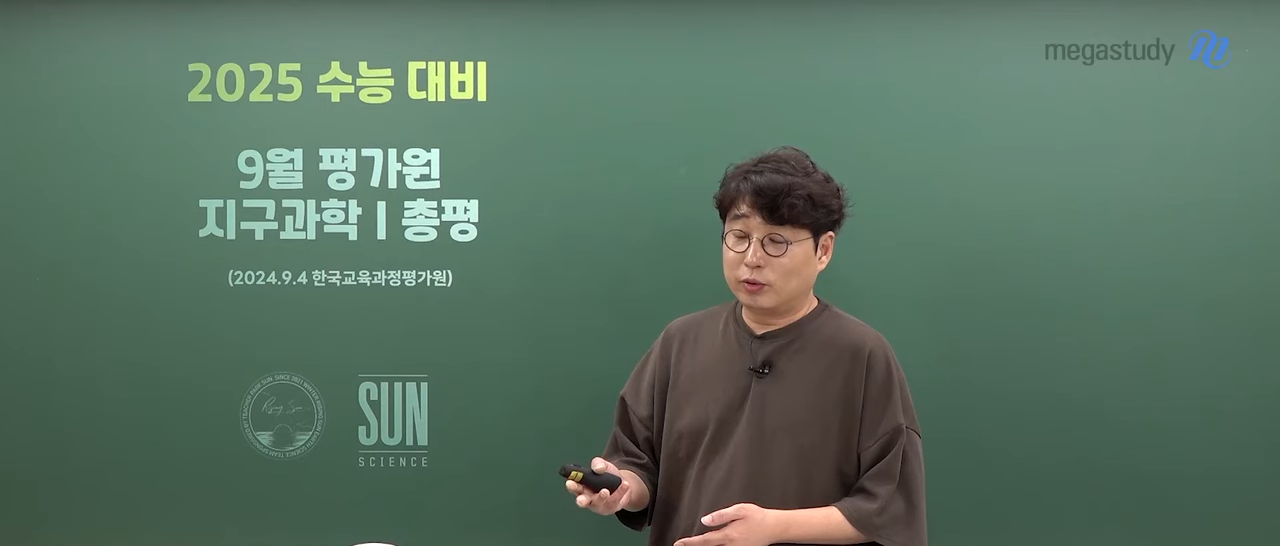 megastudy
2025 수능 대비
9월 평가원
지구과학 I 총평
(2024.9.4 한국교육과정평가원)
SUN
SCIENCE